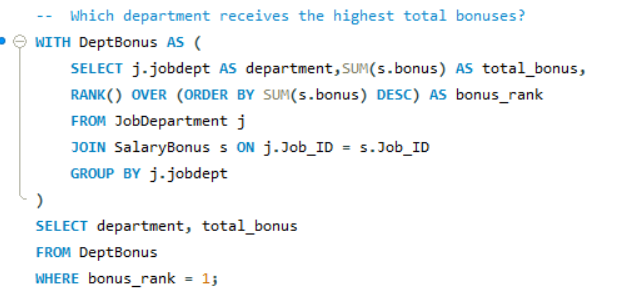 -- Which department receives the highest total bonuses?
WITH DeptBonus AS (
SELECT j.jobdept AS department,SUM(s.bonus) AS total_bonus,
RANK() OVER (ORDER BY SUM(s.bonus) DESC) AS bonus_rank
FROM JobDepartment j
JOIN SalaryBonus s ON j.Job_ID = s.Job_ID
GROUP BY j.jobdept
)
SELECT department, total_bonus
FROM DeptBonus
WHERE bonus_rank = 1;